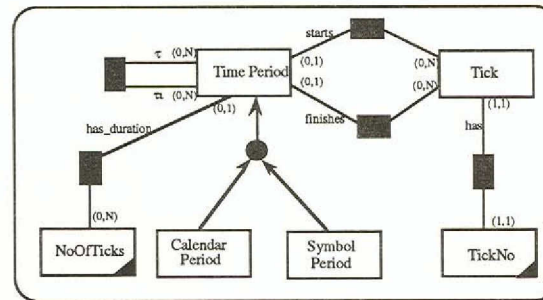 starts
τ (0,N)
(0,1)
(0,N)
Time Period
Tick
(0,N)
(0,1)
(0,N)
(0,1)
(1,1)
has_duration
finishes
has
(0,N)
(1,1)
NoOfTicks
Calendar
Period
Symbol
Period
TickNo